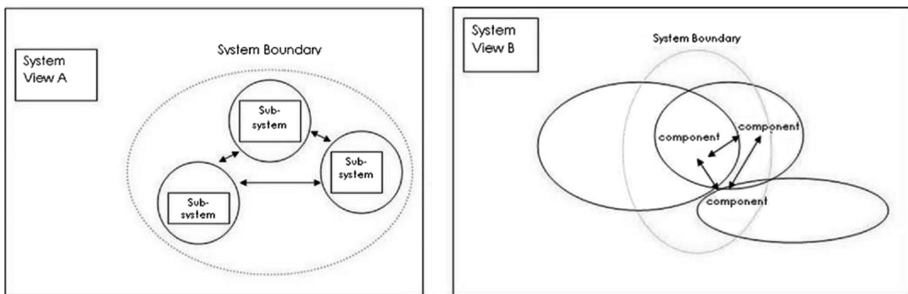 System
View A
System Boundary
Sub-
system
Sub-
system
Sub-
system
System
View B
System Boundary
component
component
component